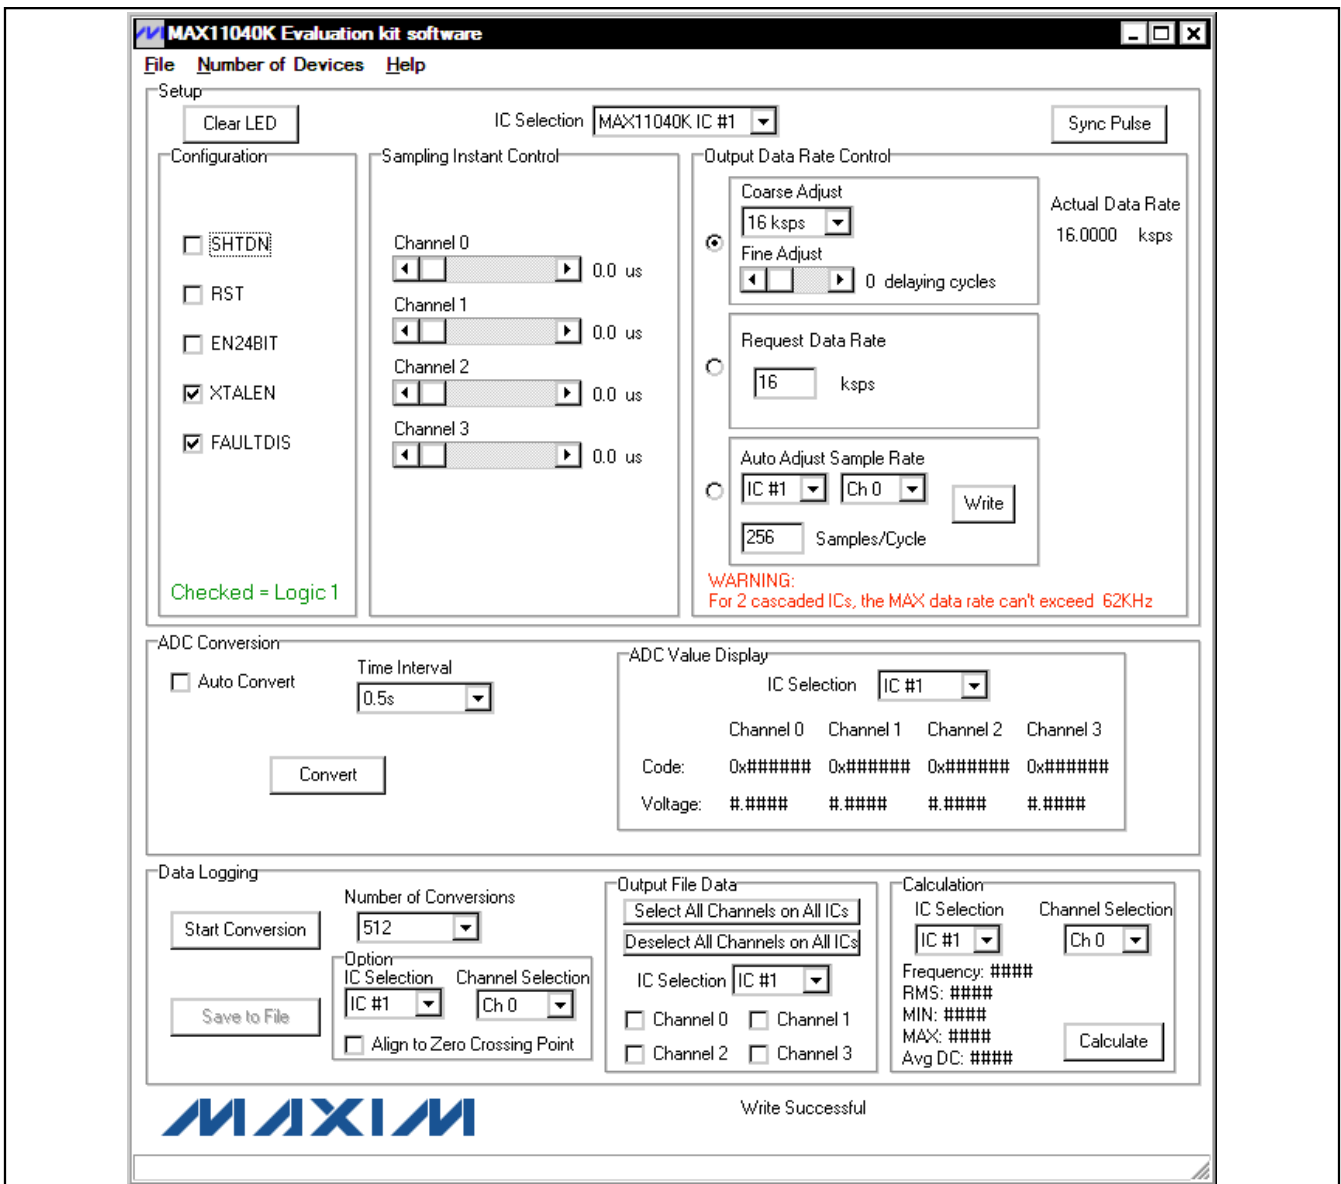 MAX11040K Evaluation kit software
File Number of Devices Help
Setup
Clear LED
IC Selection MAX11040K IC #1
Sync Pulse
Configuration
SHTDN
RST
EN24BIT
XTALEN
FAULTDIS
Checked = Logic 1
Sampling Instant Control
Channel 0
0.0 us
Channel 1
0.0 us
Channel 2
0.0 us
Channel 3
0.0 us
Output Data Rate Control
Coarse Adjust
16 ksps
Fine Adjust
0 delaying cycles
Actual Data Rate
16.0000 ksps
Request Data Rate
16 ksps
Auto Adjust Sample Rate
IC #1 Ch 0
Write
256 Samples/Cycle
WARNING:
For 2 cascaded ICs, the MAX data rate can't exceed 62KHz
ADC Conversion
Auto Convert
Time Interval
0.5s
Convert
ADC Value Display
IC Selection IC #1
Channel 0 Channel 1 Channel 2 Channel 3
Code: 0x###### 0x###### 0x###### 0x######
Voltage: #.#### #.#### #.#### #.####
Data Logging
Start Conversion
Save to File
Number of Conversions
512
Option
IC Selection Channel Selection
IC #1 Ch 0
Align to Zero Crossing Point
Output File Data
Select All Channels on All ICs
Deselect All Channels on All ICs
IC Selection IC #1
Channel 0 Channel 1
Channel 2 Channel 3
Calculation
IC Selection Channel Selection
IC #1 Ch 0
Frequency: ####
RMS: ####
MIN: ####
MAX: ####
Avg DC: ####
Calculate
MAXIM
Write Successful